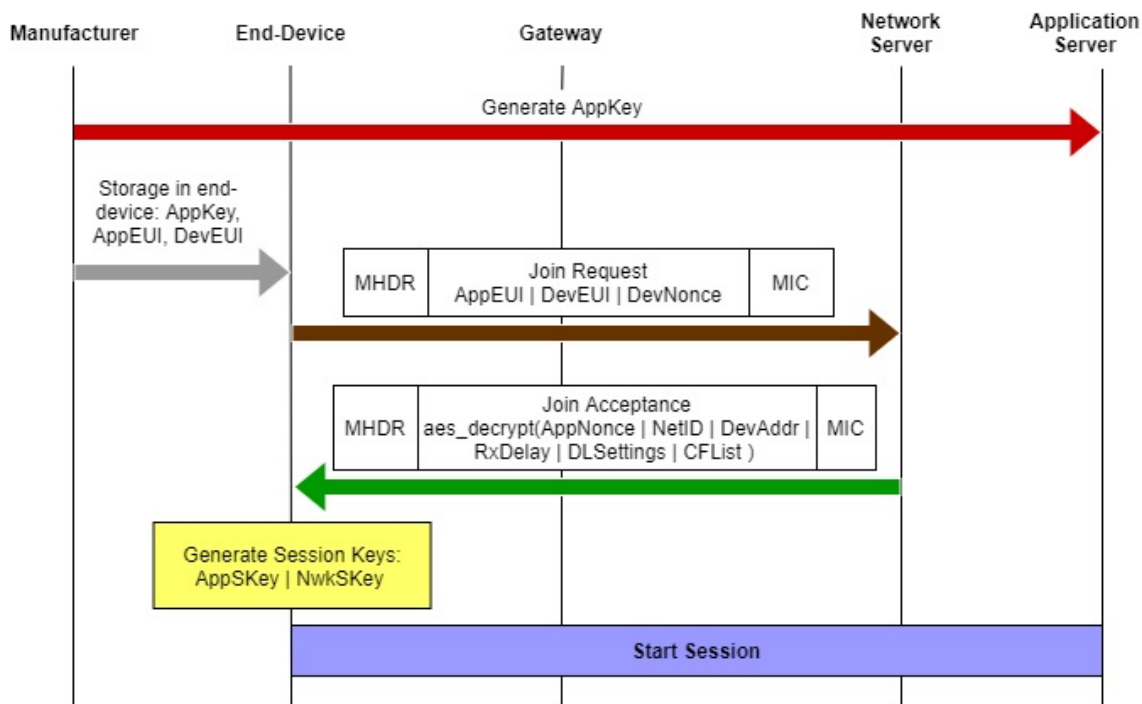 Manufacturer
End-Device
Gateway
Network
Server
Application
Server
Generate AppKey
Storage in end-
device: AppKey,
AppEUI, DevEUI
MHDR
Join Request
AppEUI | DevEUI | DevNonce
MIC
MHDR
Join Acceptance
aes_decrypt(AppNonce | NetID | DevAddr |
RxDelay | DLSettings | CFList )
MIC
Generate Session Keys:
AppSKey | NwkSKey
Start Session